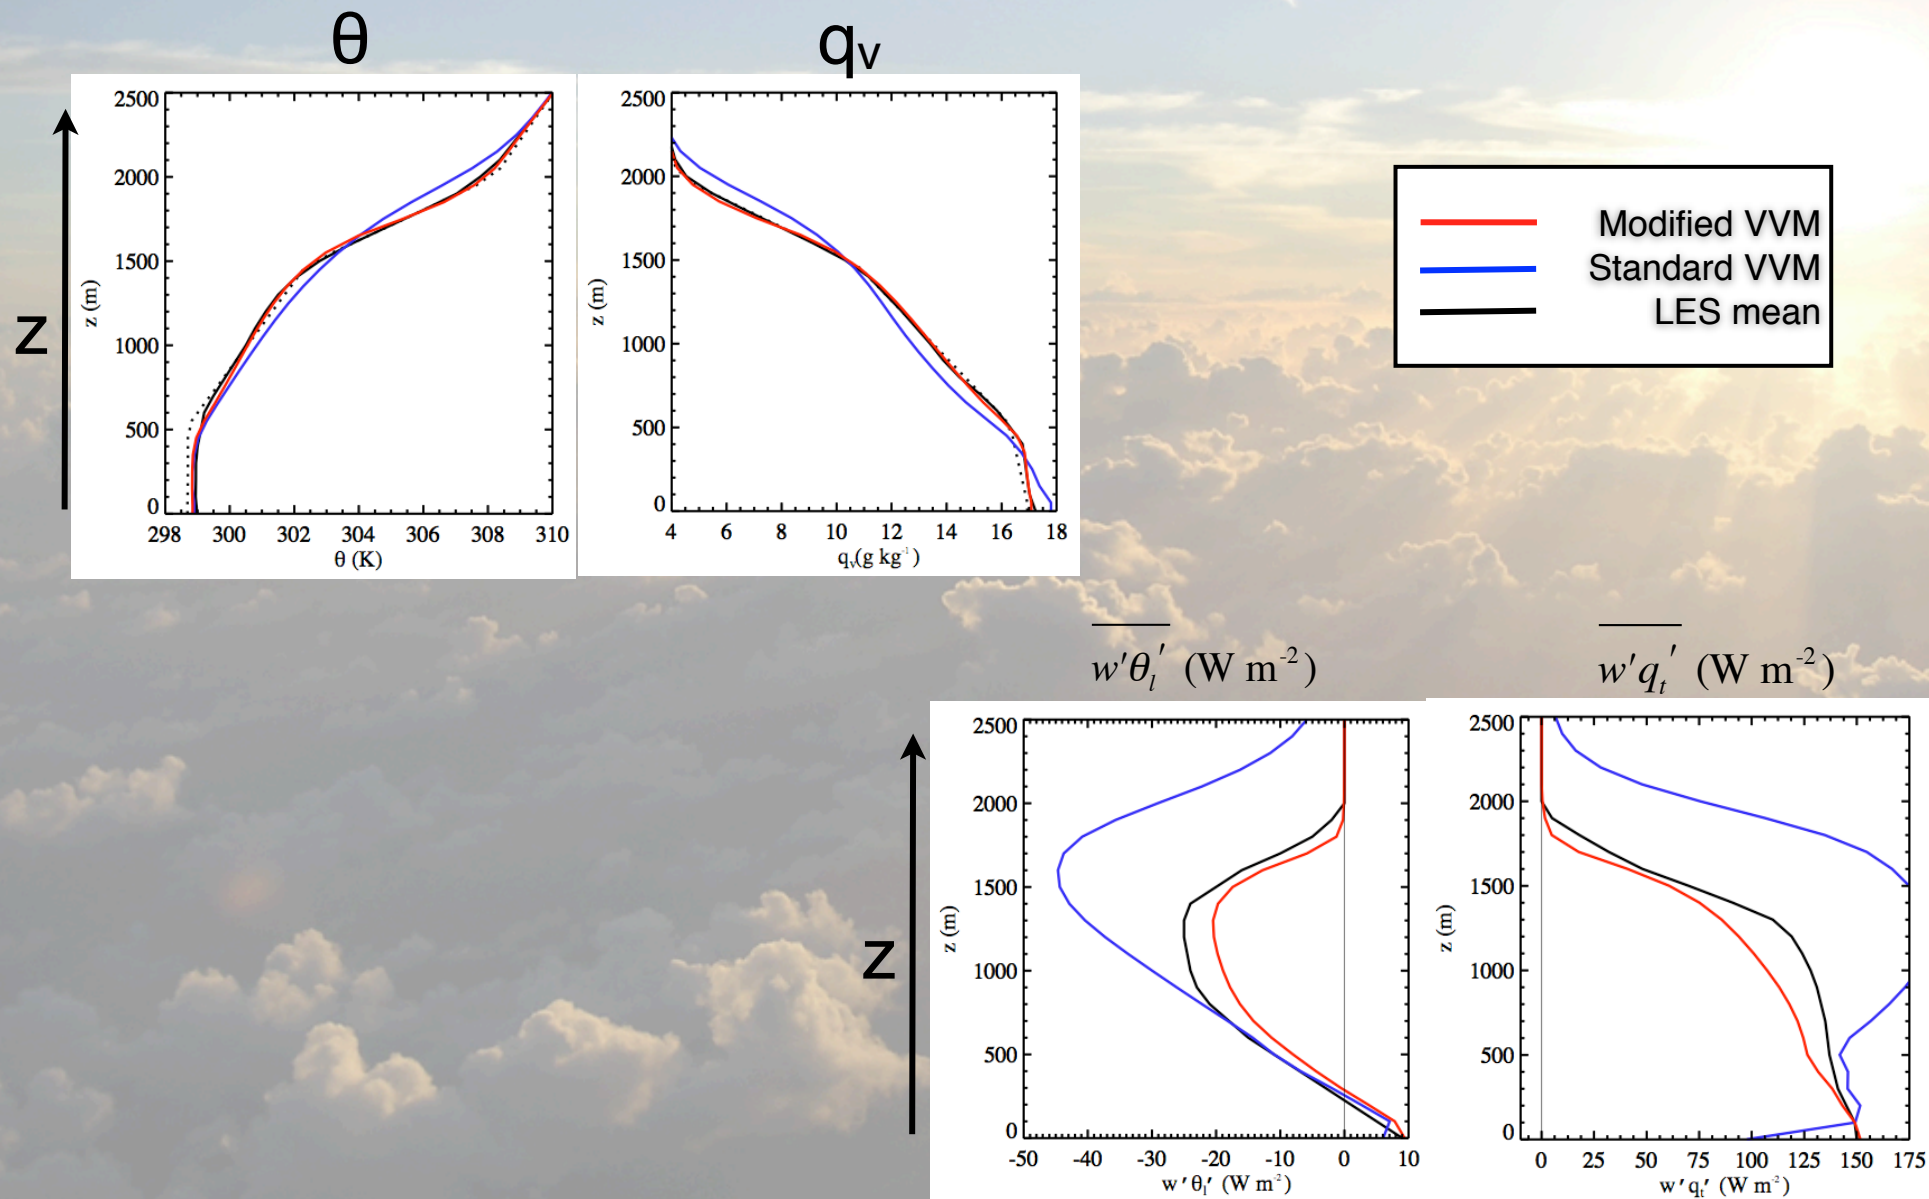 θ
qv
z
2500
2000
1500
1000
500
0
z (m)
298 300 302 304 306 308 310
θ (K)
2500
2000
1500
1000
500
0
z (m)
4 6 8 10 12 14 16 18
qv(g kg-1)
Modified VVM
Standard VVM
LES mean
w′θl′ (W m-2)
w′qt′ (W m-2)
z
2500
2000
1500
1000
500
0
z (m)
-50 -40 -30 -20 -10 0 10
w′θl′ (W m-2)
2500
2000
1500
1000
500
0
z (m)
0 25 50 75 100 125 150 175
w′qt′ (W m-2)